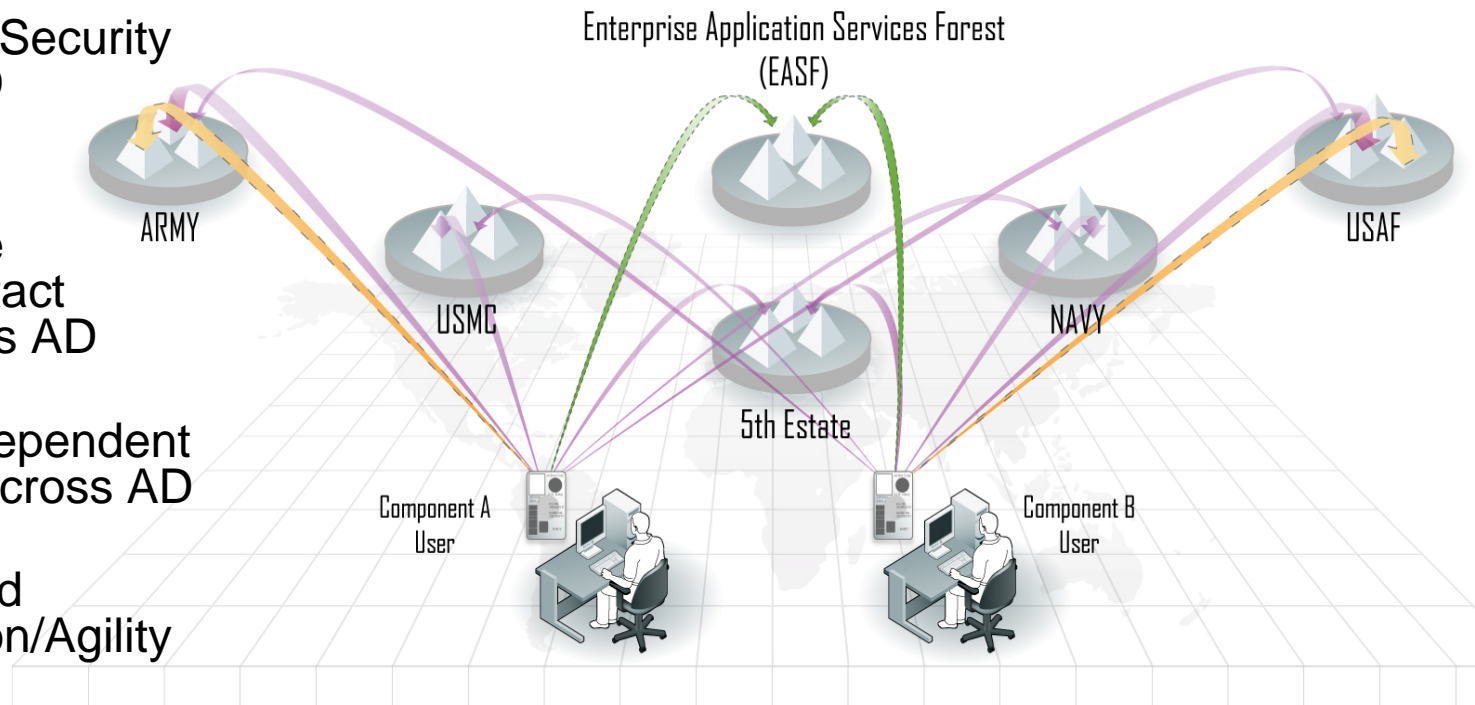 Security
)
e
tact
s AD
ependent
cross AD
d
on/Agility
Enterprise Application Services Forest
(EASF)
ARMY
USMC
5th Estate
NAVY
USAF
Component A
User
Component B
User